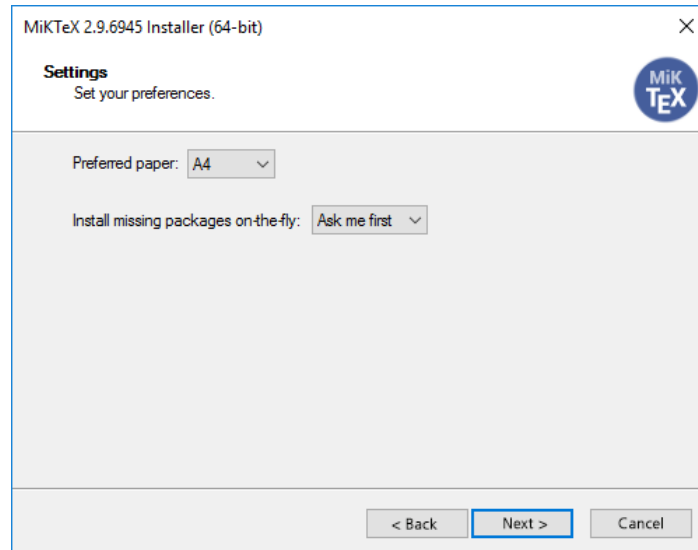 MiKTeX 2.9.6945 Installer (64-bit)
Settings
Set your preferences.
MiK
TEX
Preferred paper: A4
Install missing packages on-the-fly: Ask me first
< Back Next > Cancel